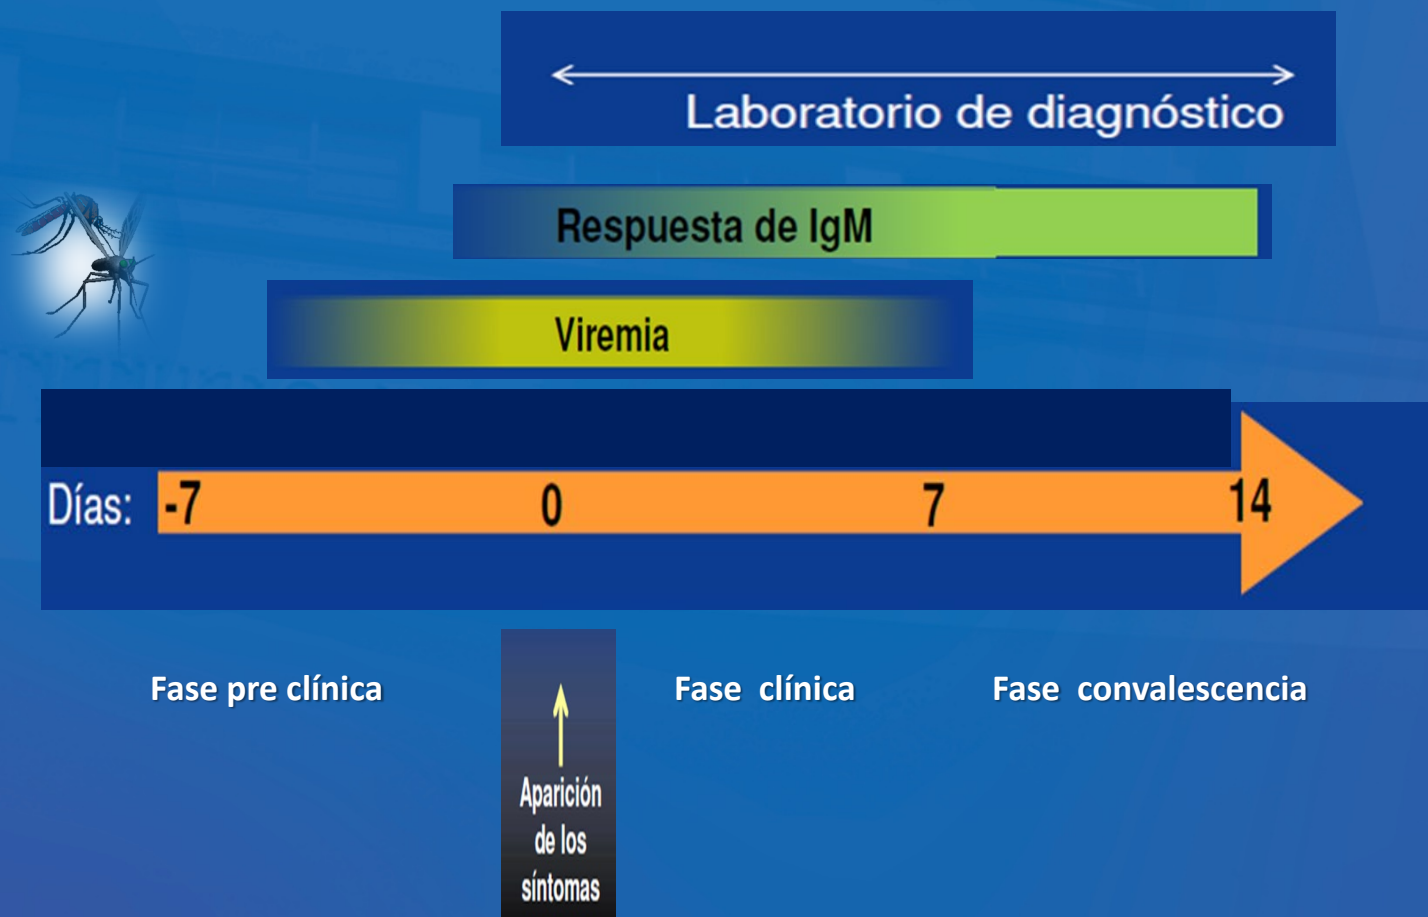 Laboratorio de diagnóstico
Respuesta de IgM
Viremia
Días: -7 0 7 14
Fase pre clínica Fase clínica Fase convalescencia
Aparición
de los
síntomas